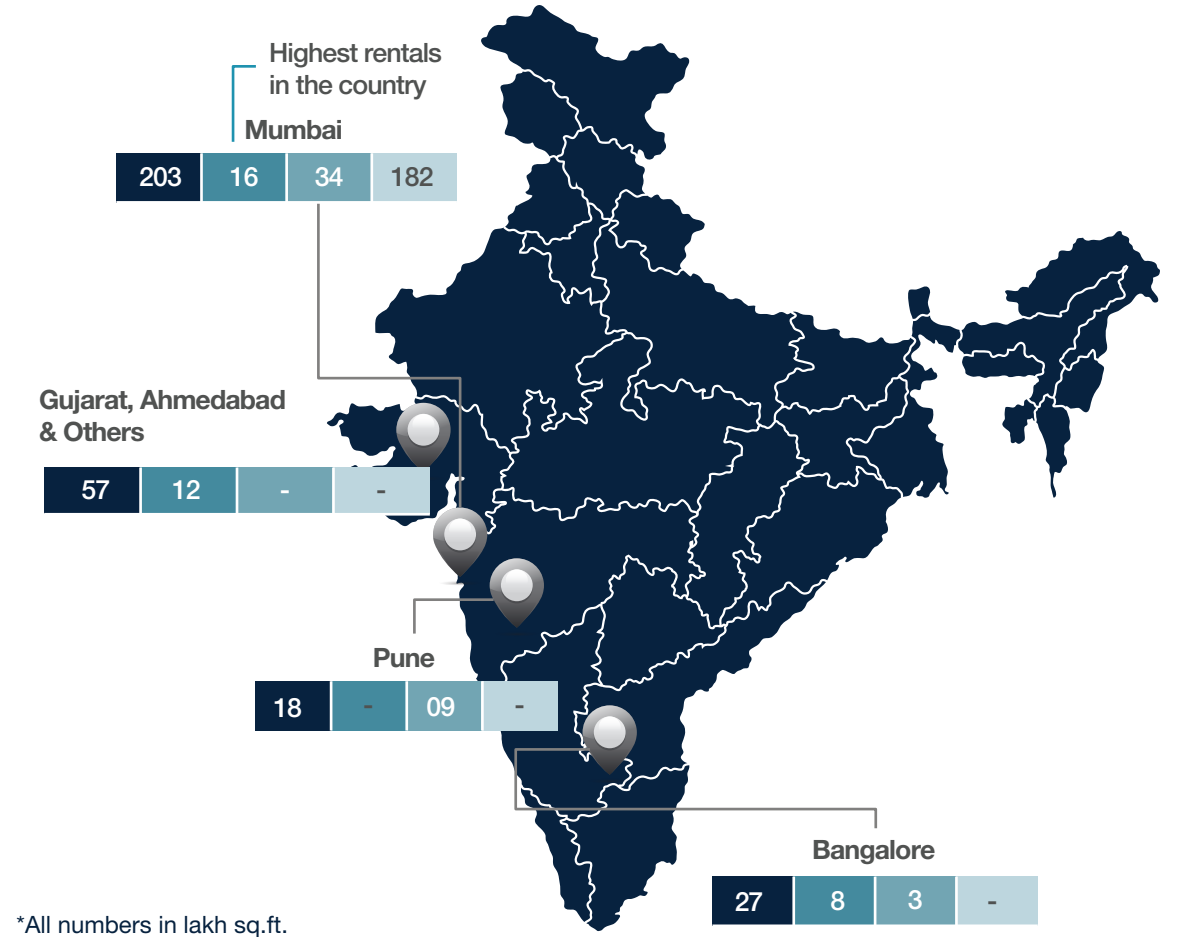 Highest rentals
in the country
Mumbai
203 16 34 182
Gujarat, Ahmedabad
& Others
57 12 - -
Pune
18 - 09 -
Bangalore
27 8 3 -
*All numbers in lakh sq.ft.